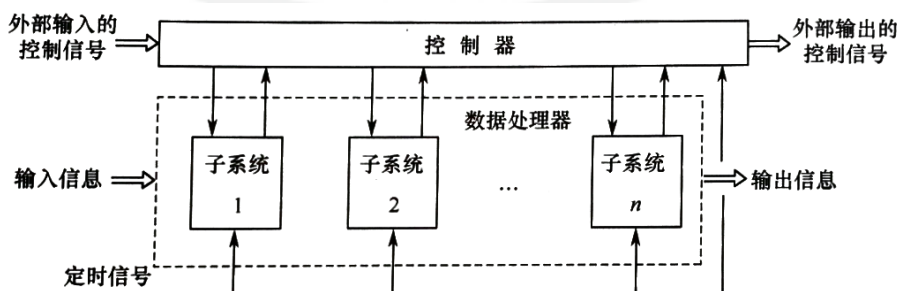 外部输入的
控制信号
控制器
外部输出的
控制信号
数据处理器
子系统
1
子系统
2
...
子系统
n
输入信息
输出信息
定时信号